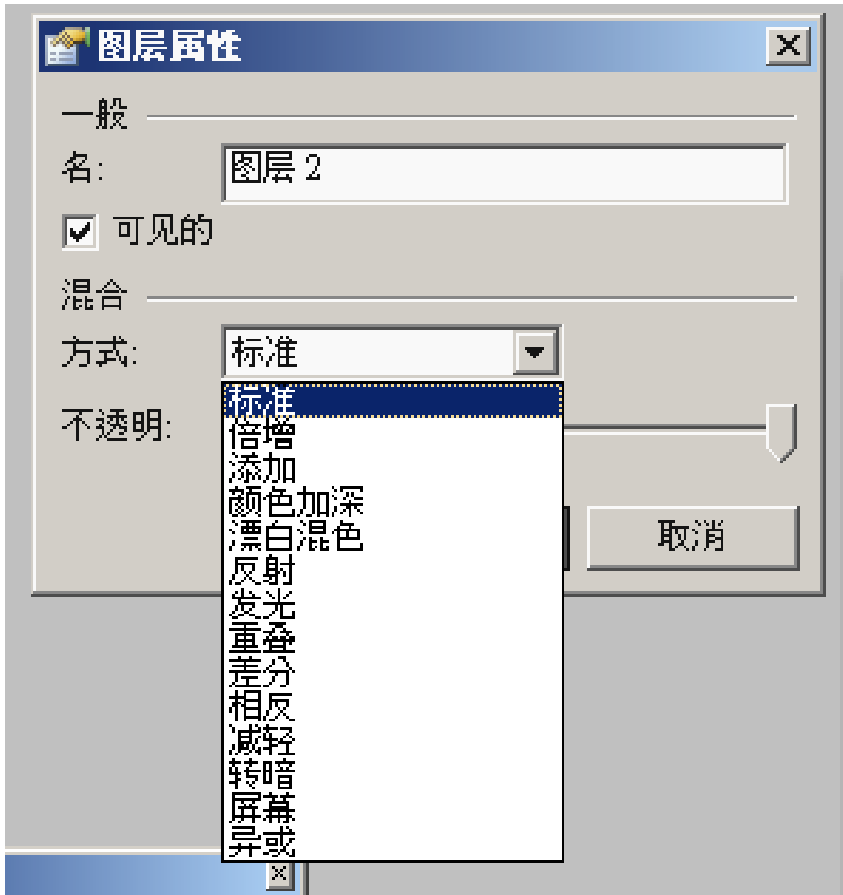 图层属性
一般
名: 图层 2
可见的
混合
方式: 标准
标准
不透明:
倍增
添加
颜色加深
漂白混色
取消
反射
发光
重叠
差分
相反
减轻
转暗
屏幕
异或